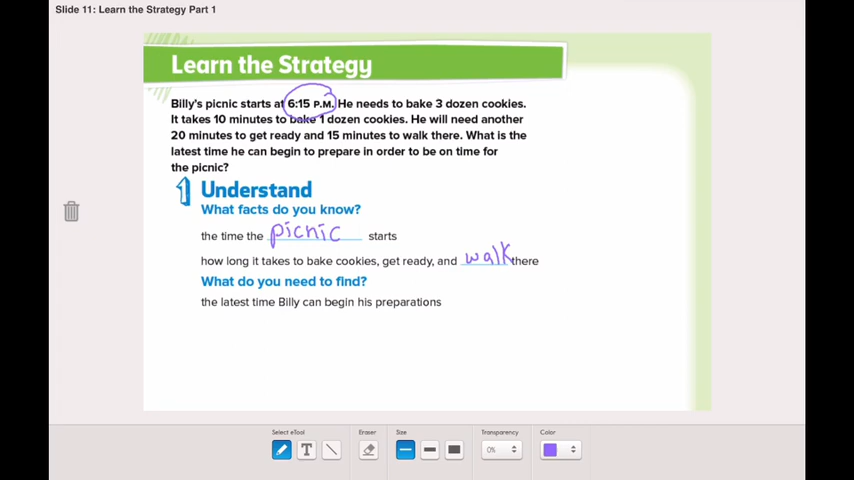 Slide 11: Learn the Strategy Part 1
Learn the Strategy
Billy's picnic starts at 6:15 P.M. He needs to bake 3 dozen cookies.
It takes 10 minutes to bake 1 dozen cookies. He will need another
20 minutes to get ready and 15 minutes to walk there. What is the
latest time he can begin to prepare in order to be on time for
the picnic?
1 Understand
What facts do you know?
the time the picnic starts
how long it takes to bake cookies, get ready, and walk there
What do you need to find?
the latest time Billy can begin his preparations
Select eTool Eraser Size Transparency Color
T 0%